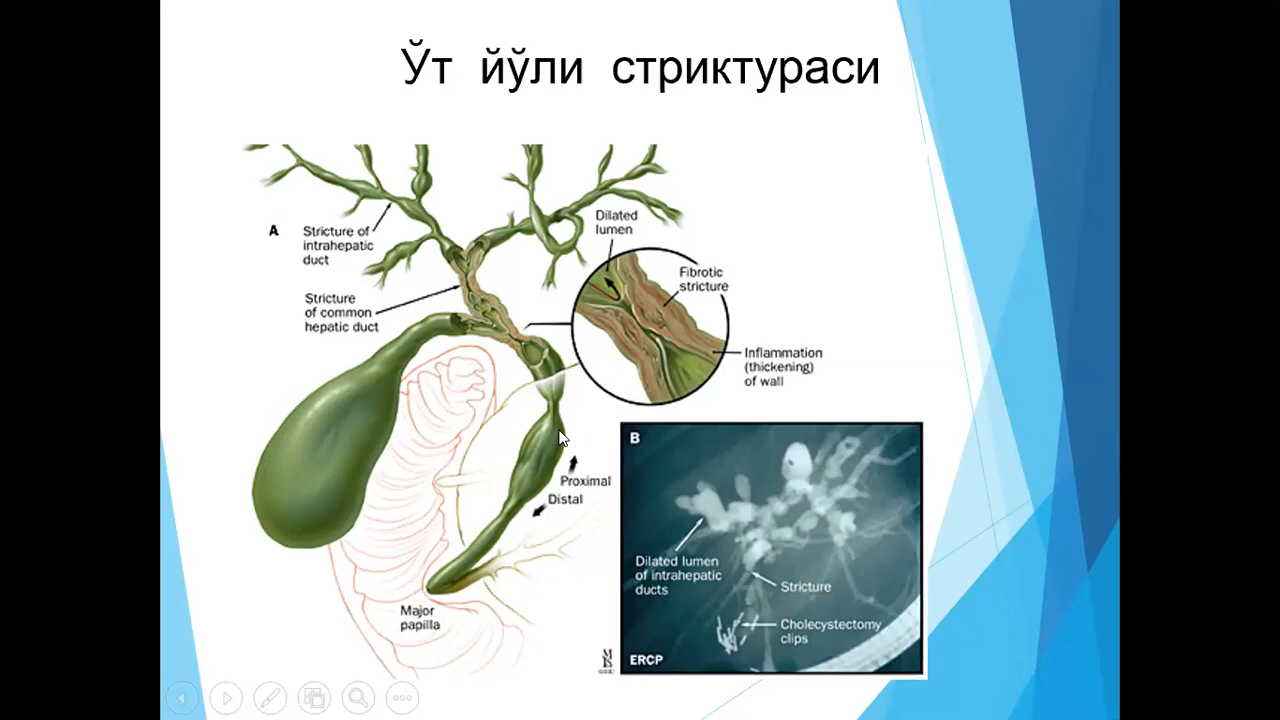 Ўт йўли стриктураси
A
Stricture of
intrahepatic
duct
Stricture
of common
hepatic duct
Dilated
lumen
Fibrotic
stricture
Inflammation
(thickening)
of wall
Proximal
Distal
Major
papilla
B
Dilated lumen
of intrahepatic
ducts
Stricture
Cholecystectomy
clips
ERCP